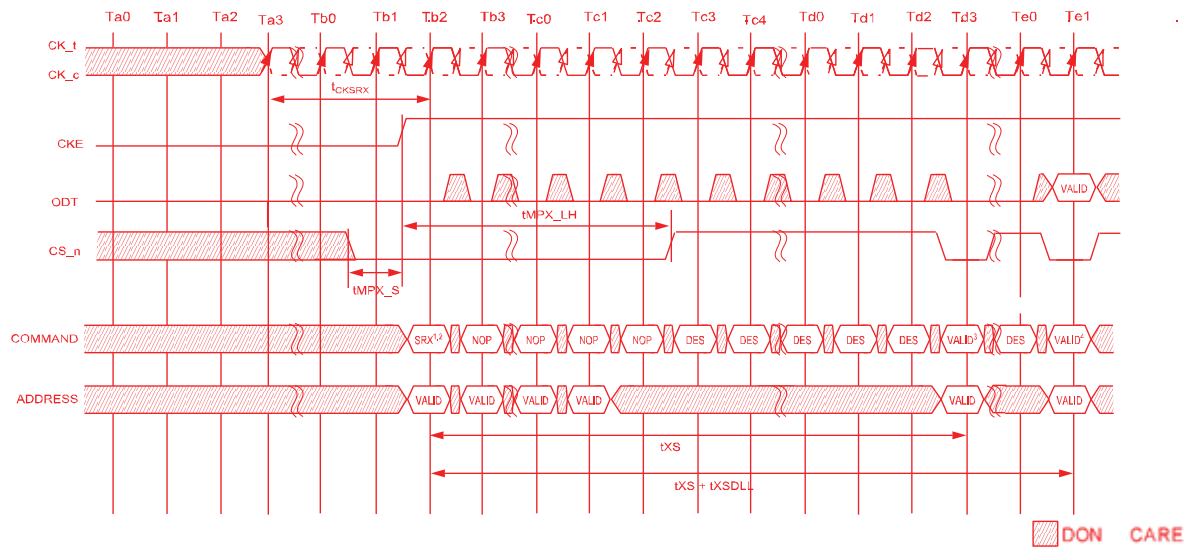 Ta0 Ta1 Ta2 Ta3 Tb0 Tb1 Tb2 Tb3 Tc0 Tc1 Tc2 Tc3 Tc4 Td0 Td1 Td2 Td3 Te0 Te1
CK_t
CK_c
tCKSRX
CKE
ODT VALID
tMPX_LH
CS_n
tMPX_S
COMMAND SRX1,2 NOP NOP NOP NOP DES DES DES DES DES VALID3 DES VALID4
ADDRESS VALID VALID VALID VALID VALID VALID
tXS
tXS + tXSDLL
DON CARE